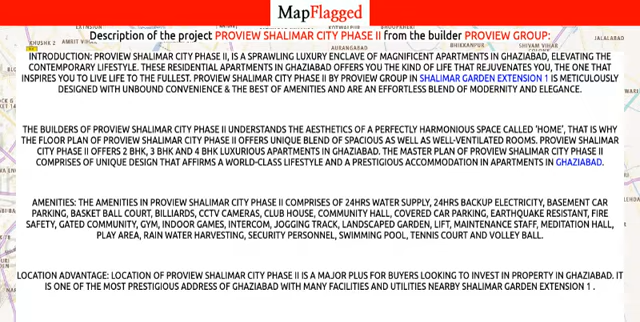 MapFlagged
EXTENSION
JALALABAD
KHUSHK 2
AMRIT VIHAR
AURANGABAD
BHIKKANPUR
SHIVAM VIHAR
Description of the project PROVIEW SHALIMAR CITY PHASE II from the builder PROVIEW GROUP:
INTRODUCTION: PROVIEW SHALIMAR CITY PHASE II, IS A SPRAWLING LUXURY ENCLAVE OF MAGNIFICENT APARTMENTS IN GHAZIABAD, ELEVATING THE
CONTEMPORARY LIFESTYLE. THESE RESIDENTIAL APARTMENTS IN GHAZIABAD OFFERS YOU THE KIND OF LIFE THAT REJUVENATES YOU, THE ONE THAT
INSPIRES YOU TO LIVE LIFE TO THE FULLEST. PROVIEW SHALIMAR CITY PHASE II BY PROVIEW GROUP IN SHALIMAR GARDEN EXTENSION 1 IS METICULOUSLY
DESIGNED WITH UNBOUND CONVENIENCE & THE BEST OF AMENITIES AND ARE AN EFFORTLESS BLEND OF MODERNITY AND ELEGANCE.
THE BUILDERS OF PROVIEW SHALIMAR CITY PHASE II UNDERSTANDS THE AESTHETICS OF A PERFECTLY HARMONIOUS SPACE CALLED 'HOME', THAT IS WHY
THE FLOOR PLAN OF PROVIEW SHALIMAR CITY PHASE II OFFERS UNIQUE BLEND OF SPACIOUS AS WELL AS WELL-VENTILATED ROOMS. PROVIEW SHALIMAR
CITY PHASE II OFFERS 2 BHK, 3 BHK AND 4 BHK LUXURIOUS APARTMENTS IN GHAZIABAD. THE MASTER PLAN OF PROVIEW SHALIMAR CITY PHASE II
COMPRISES OF UNIQUE DESIGN THAT AFFIRMS A WORLD-CLASS LIFESTYLE AND A PRESTIGIOUS ACCOMMODATION IN APARTMENTS IN GHAZIABAD.
AMENITIES: THE AMENITIES IN PROVIEW SHALIMAR CITY PHASE II COMPRISES OF 24HRS WATER SUPPLY, 24HRS BACKUP ELECTRICITY, BASEMENT CAR
PARKING, BASKET BALL COURT, BILLIARDS, CCTV CAMERAS, CLUB HOUSE, COMMUNITY HALL, COVERED CAR PARKING, EARTHQUAKE RESISTANT, FIRE
SAFETY, GATED COMMUNITY, GYM, INDOOR GAMES, INTERCOM, JOGGING TRACK, LANDSCAPED GARDEN, LIFT, MAINTENANCE STAFF, MEDITATION HALL,
PLAY AREA, RAIN WATER HARVESTING, SECURITY PERSONNEL, SWIMMING POOL, TENNIS COURT AND VOLLEY BALL.
LOCATION ADVANTAGE: LOCATION OF PROVIEW SHALIMAR CITY PHASE II IS A MAJOR PLUS FOR BUYERS LOOKING TO INVEST IN PROPERTY IN GHAZIABAD. IT
IS ONE OF THE MOST PRESTIGIOUS ADDRESS OF GHAZIABAD WITH MANY FACILITIES AND UTILITIES NEARBY SHALIMAR GARDEN EXTENSION 1 .